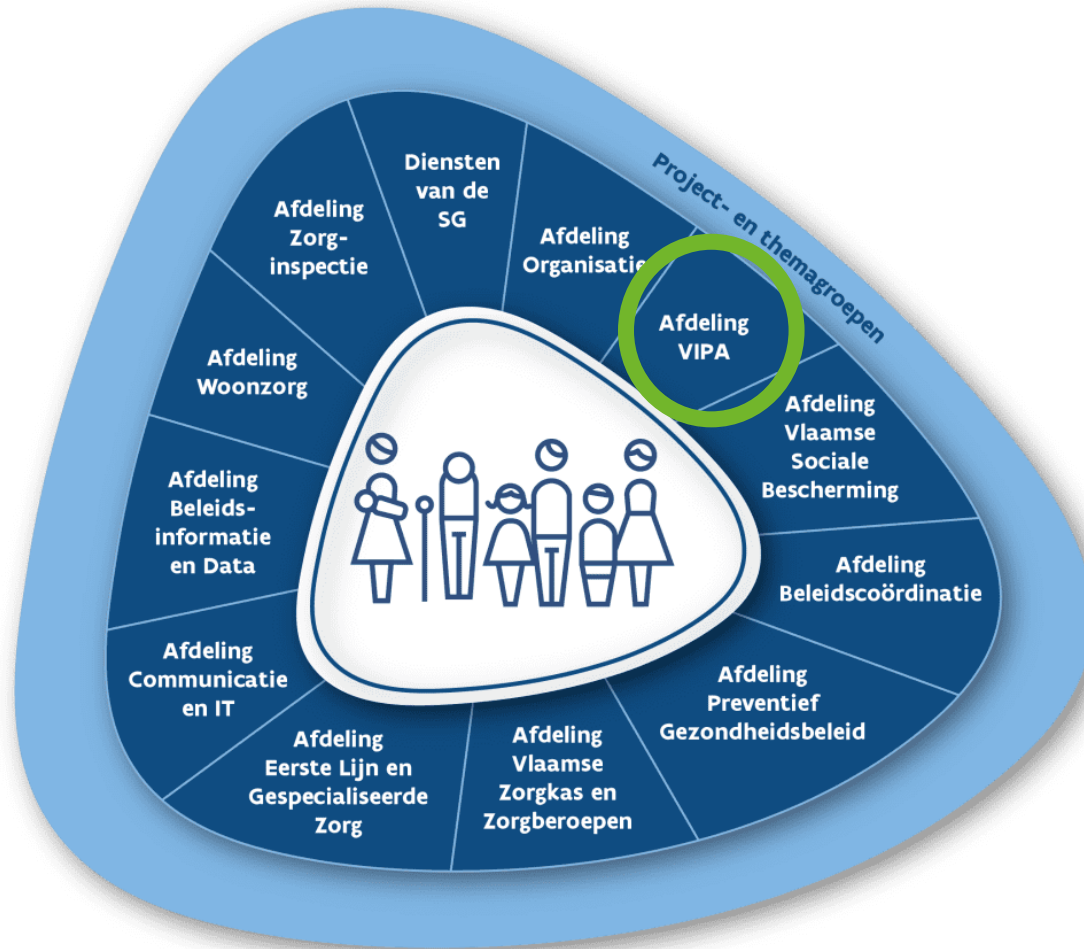 Project- en themagroepen
Diensten
van de
SG
Afdeling
Organisatie
Afdeling
VIPA
Afdeling
Vlaamse
Sociale
Bescherming
Afdeling
Beleidscoördinatie
Afdeling
Preventief
Gezondheidsbeleid
Afdeling
Vlaamse
Zorgkas en
Zorgberoepen
Afdeling
Eerste Lijn en
Gespecialiseerde
Zorg
Afdeling
Communicatie
en IT
Afdeling
Beleids-
informatie
en Data
Afdeling
Woonzorg
Afdeling
Zorg-
inspectie